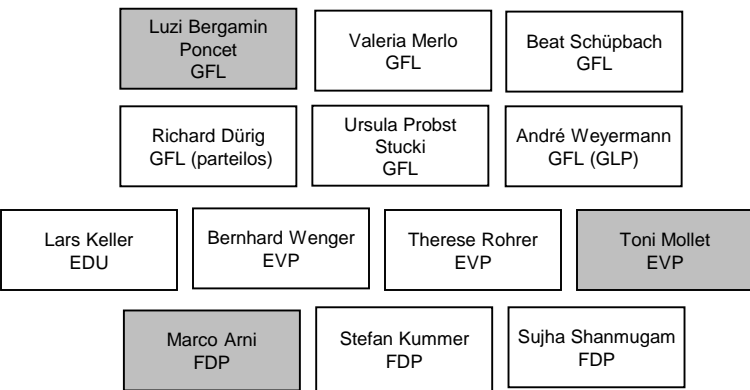 Luzi Bergamin
Poncet
GFL
Valeria Merlo
GFL
Beat Schüpbach
GFL
Richard Dürig
GFL (parteilos)
Ursula Probst
Stucki
GFL
André Weyermann
GFL (GLP)
Lars Keller
EDU
Bernhard Wenger
EVP
Therese Rohrer
EVP
Toni Mollet
EVP
Marco Arni
FDP
Stefan Kummer
FDP
Sujha Shanmugam
FDP